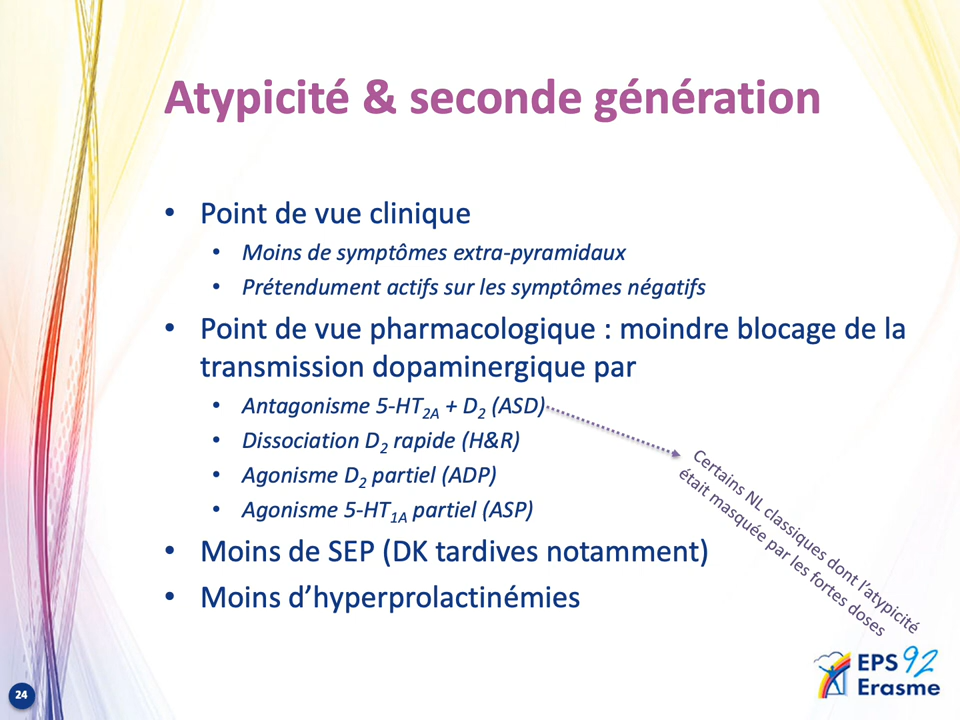 Atypicité & seconde génération
• Point de vue clinique
• Moins de symptômes extra-pyramidaux
• Prétendument actifs sur les symptômes négatifs
• Point de vue pharmacologique : moindre blocage de la
transmission dopaminergique par
• Antagonisme 5-HT2A + D2 (ASD)
• Dissociation D2 rapide (H&R)
• Agonisme D2 partiel (ADP)
• Agonisme 5-HT1A partiel (ASP)
Certains NL classiques dont l’atypicité
était masquée par les fortes doses
• Moins de SEP (DK tardives notamment)
• Moins d’hyperprolactinémies
EPS 92
Erasme
24